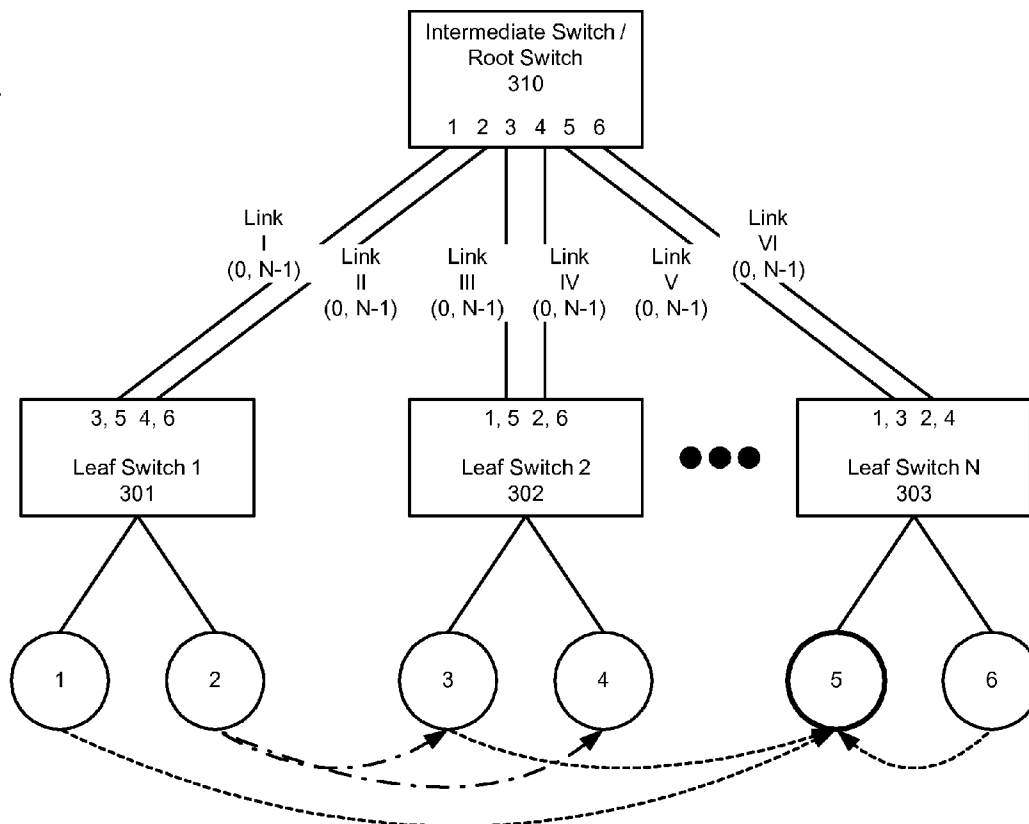 Intermediate Switch /
Root Switch
310
1 2 3 4 5 6
Link
I
(0, N-1)
Link
II
(0, N-1)
Link
III
(0, N-1)
Link
IV
(0, N-1)
Link
V
(0, N-1)
Link
VI
(0, N-1)
3, 5 4, 6
Leaf Switch 1
301
1, 5 2, 6
Leaf Switch 2
302
1, 3 2, 4
Leaf Switch N
303
1
2
3
4
5
6